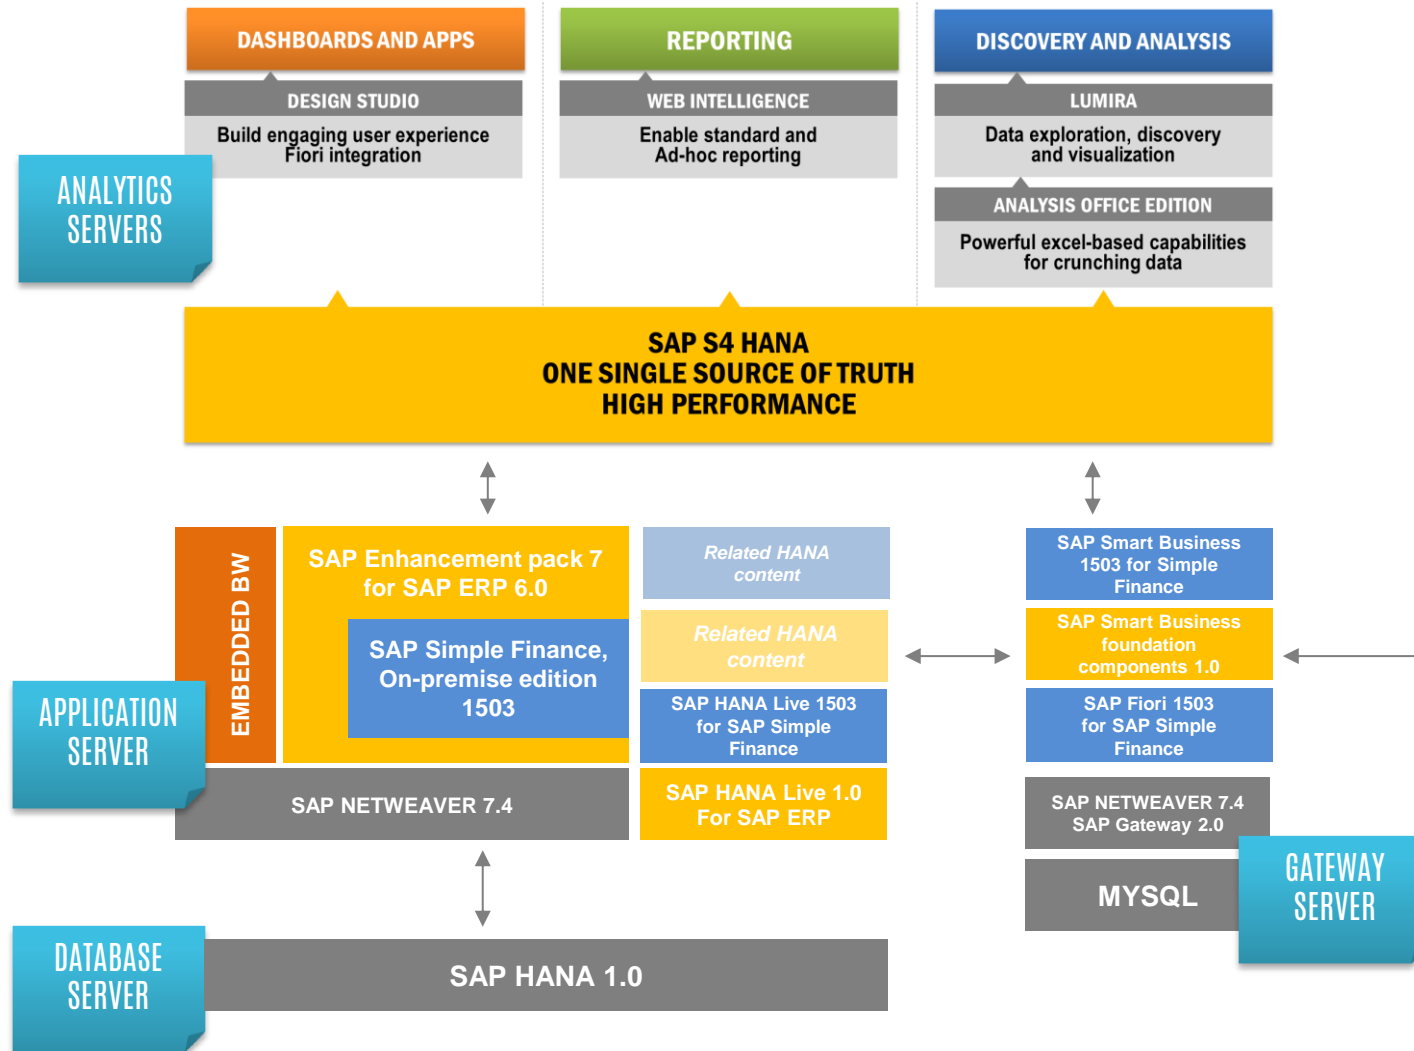 DASHBOARDS AND APPS
REPORTING
DISCOVERY AND ANALYSIS
DESIGN STUDIO
Build engaging user experience
Fiori integration
WEB INTELLIGENCE
Enable standard and
Ad-hoc reporting
LUMIRA
Data exploration, discovery
and visualization
ANALYSIS OFFICE EDITION
Powerful excel-based capabilities
for crunching data
ANALYTICS
SERVERS
SAP S4 HANA
ONE SINGLE SOURCE OF TRUTH
HIGH PERFORMANCE
EMBEDDED BW
SAP Enhancement pack 7
for SAP ERP 6.0
SAP Simple Finance,
On-premise edition
1503
Related HANA
content
Related HANA
content
SAP HANA Live 1503
for SAP Simple
Finance
SAP HANA Live 1.0
For SAP ERP
SAP Smart Business
1503 for Simple
Finance
SAP Smart Business
foundation
components 1.0
SAP Fiori 1503
for SAP Simple
Finance
APPLICATION
SERVER
SAP NETWEAVER 7.4
SAP NETWEAVER 7.4
SAP Gateway 2.0
MYSQL
GATEWAY
SERVER
DATABASE
SERVER
SAP HANA 1.0